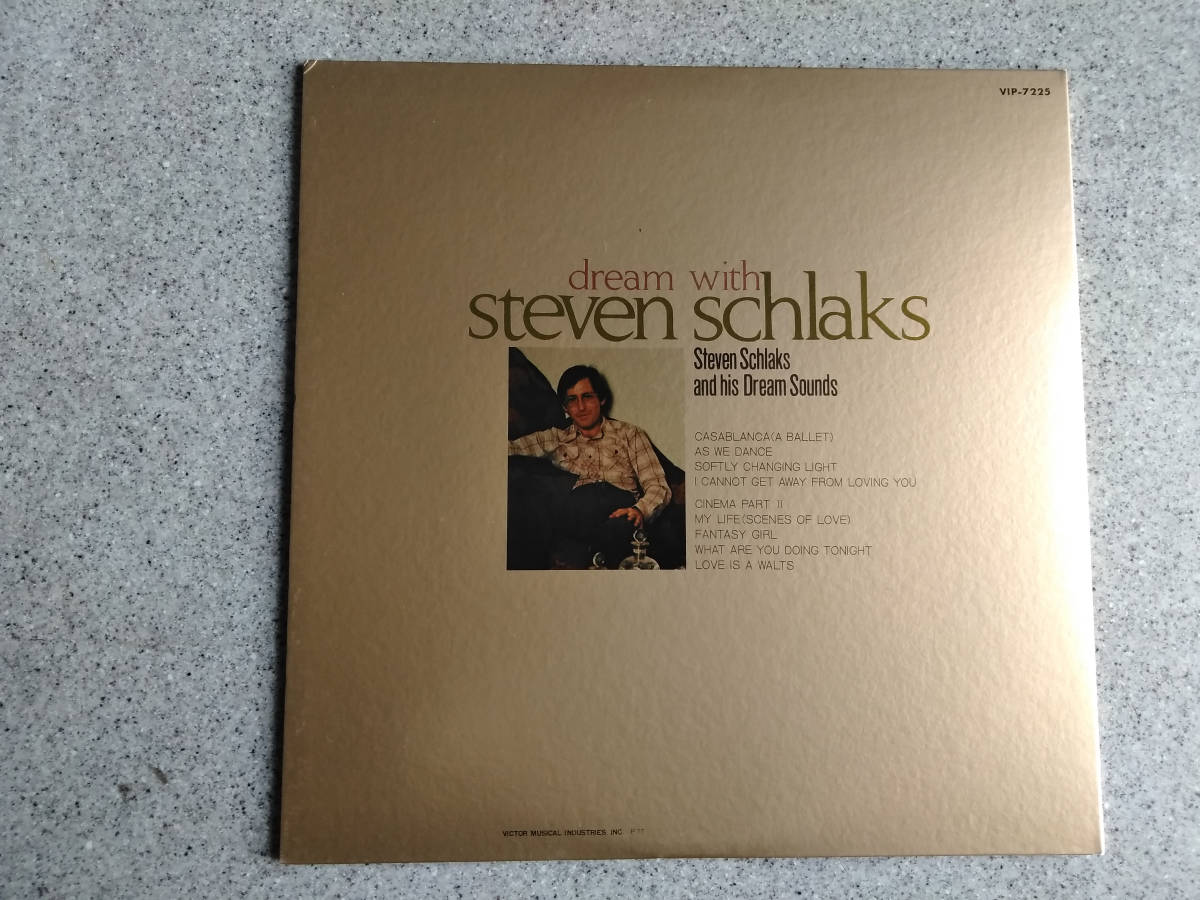 VIP-7225
dream with
steven schlaks
Steven Schlaks
and his Dream Sounds
CASABLANCA(A BALLET)
AS WE DANCE
SOFTLY CHANGING LIGHT
I CANNOT GET AWAY FROM LOVING YOU
CINEMA PART II
MY LIFE(SCENES OF LOVE)
FANTASY GIRL
WHAT ARE YOU DOING TONIGHT
LOVE IS A WALTS
VICTOR MUSICAL INDUSTRIES, INC.